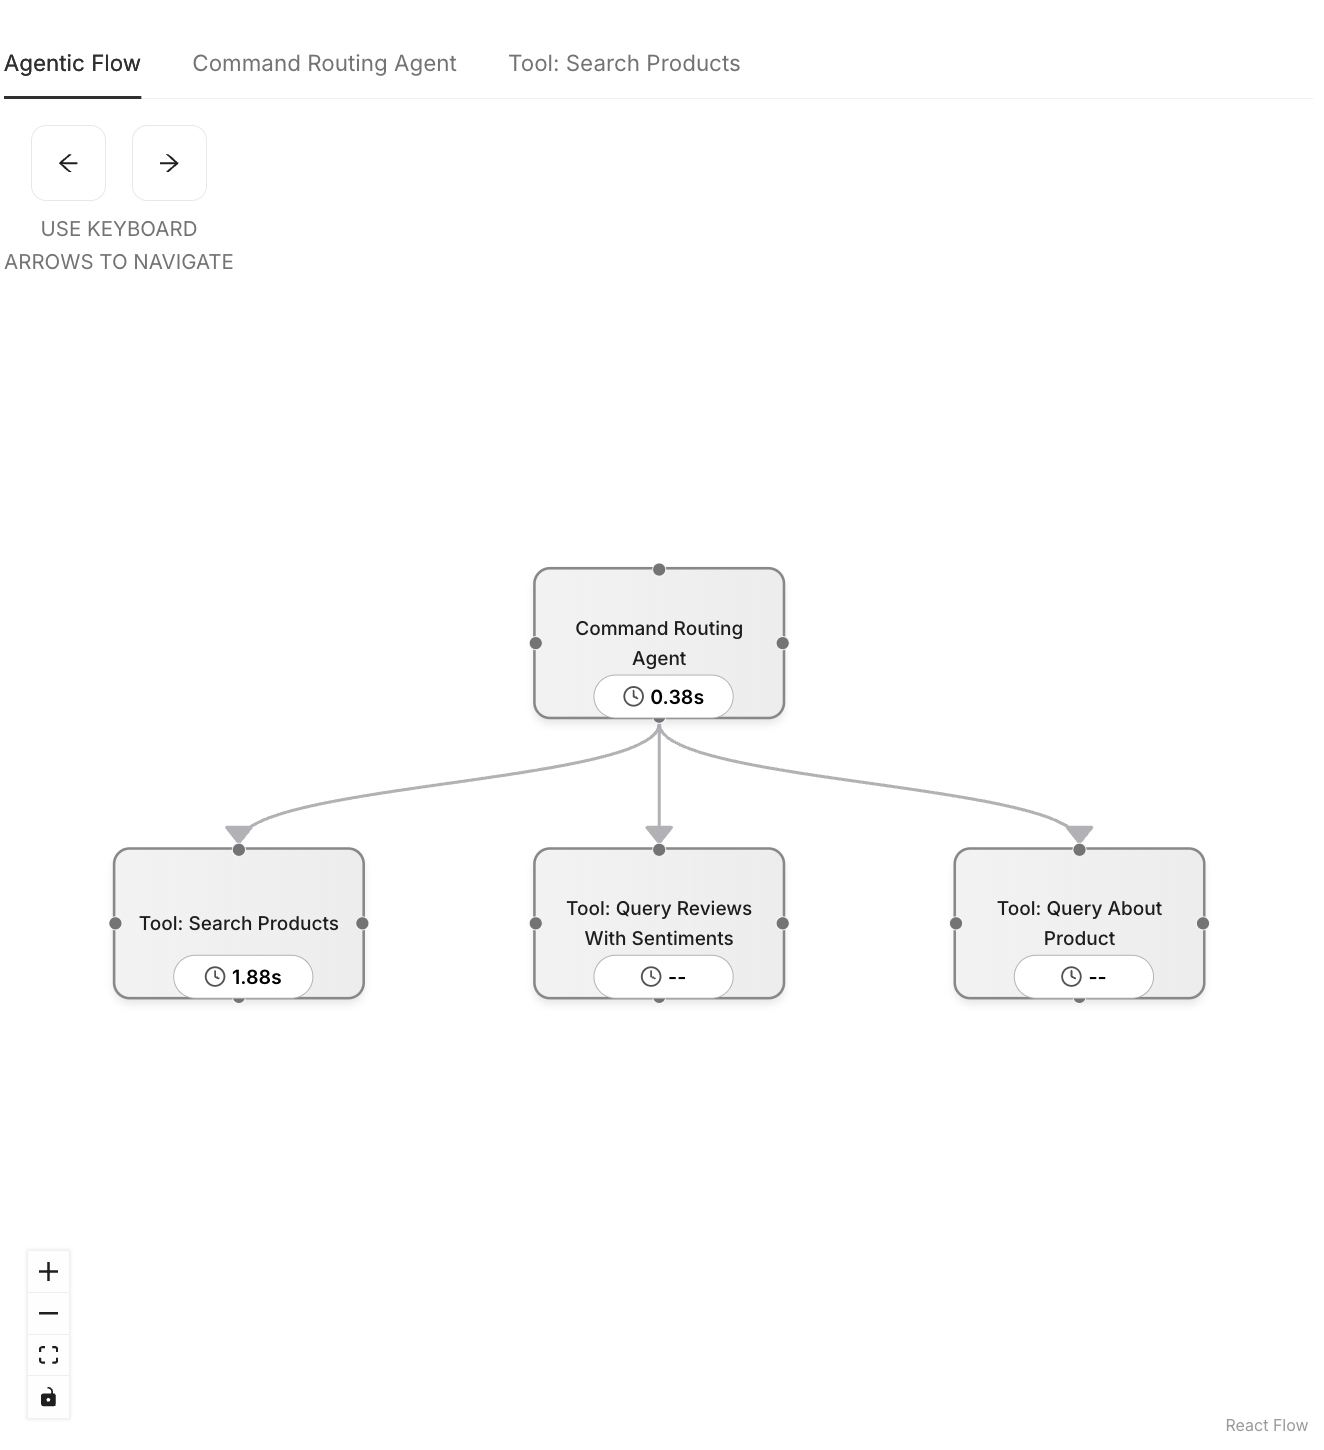 Agentic Flow
Command Routing Agent
Tool: Search Products
USE KEYBOARD
ARROWS TO NAVIGATE
Command Routing
Agent
0.38s
Tool: Search Products
1.88s
Tool: Query Reviews
With Sentiments
--
Tool: Query About
Product
--
React Flow